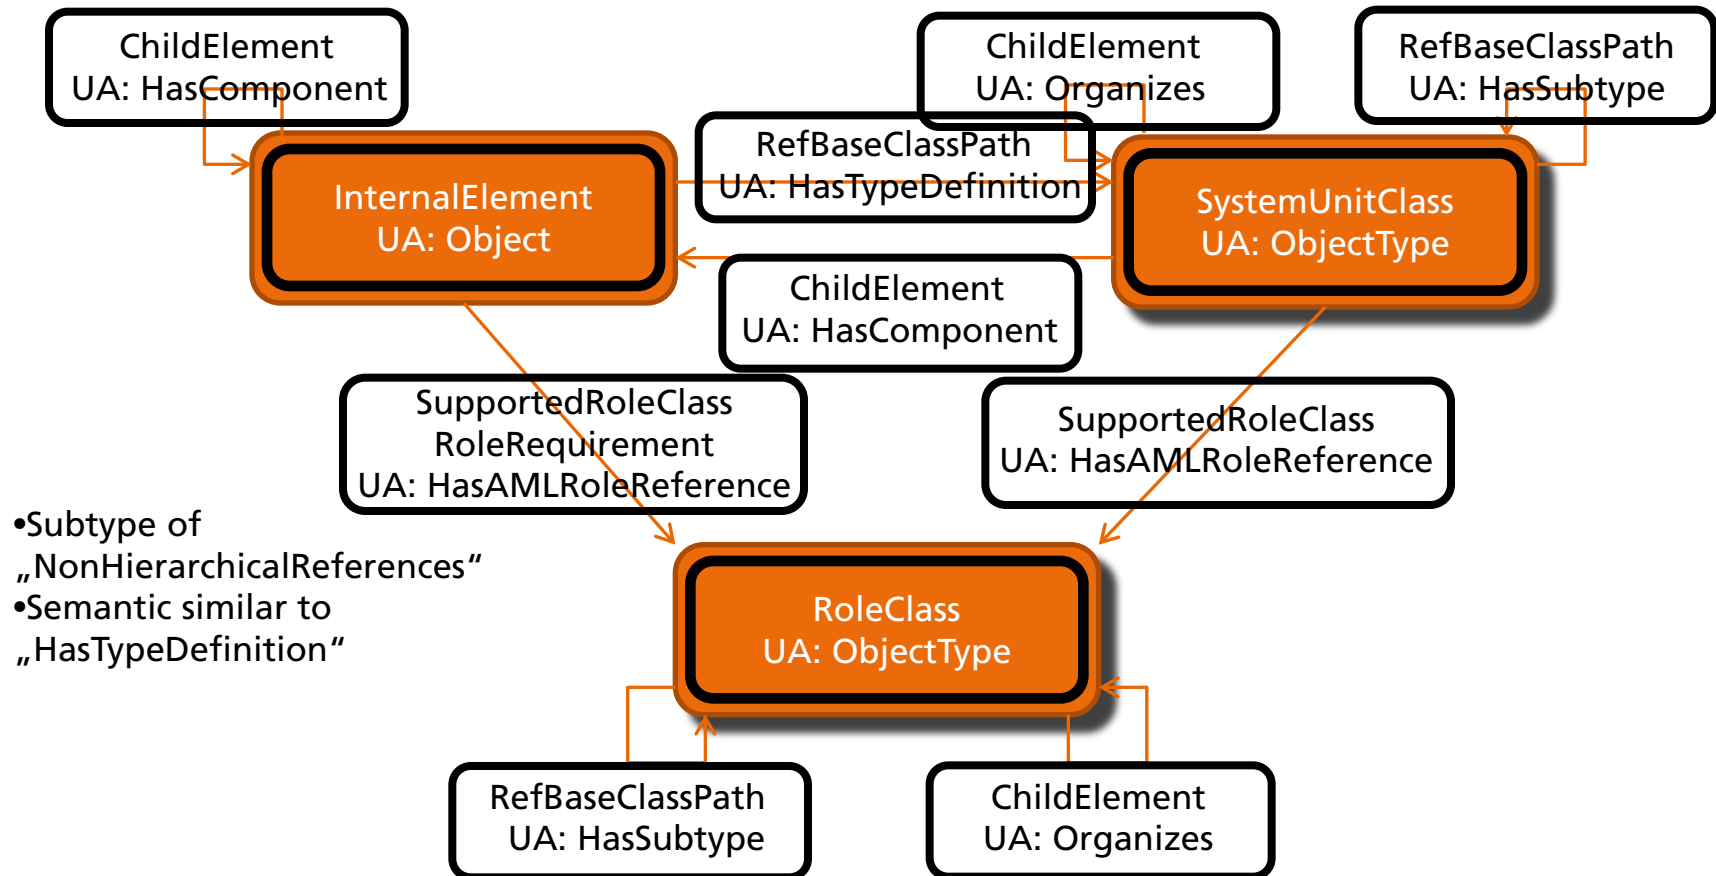 ChildElement
UA: HasComponent
ChildElement
UA: Organizes
RefBaseClassPath
UA: HasSubtype
RefBaseClassPath
UA: HasTypeDefinition
InternalElement
UA: Object
SystemUnitClass
UA: ObjectType
ChildElement
UA: HasComponent
SupportedRoleClass
RoleRequirement
UA: HasAMLRoleReference
SupportedRoleClass
UA: HasAMLRoleReference
•Subtype of
„NonHierarchicalReferences“
•Semantic similar to
„HasTypeDefinition“
RoleClass
UA: ObjectType
RefBaseClassPath
UA: HasSubtype
ChildElement
UA: Organizes